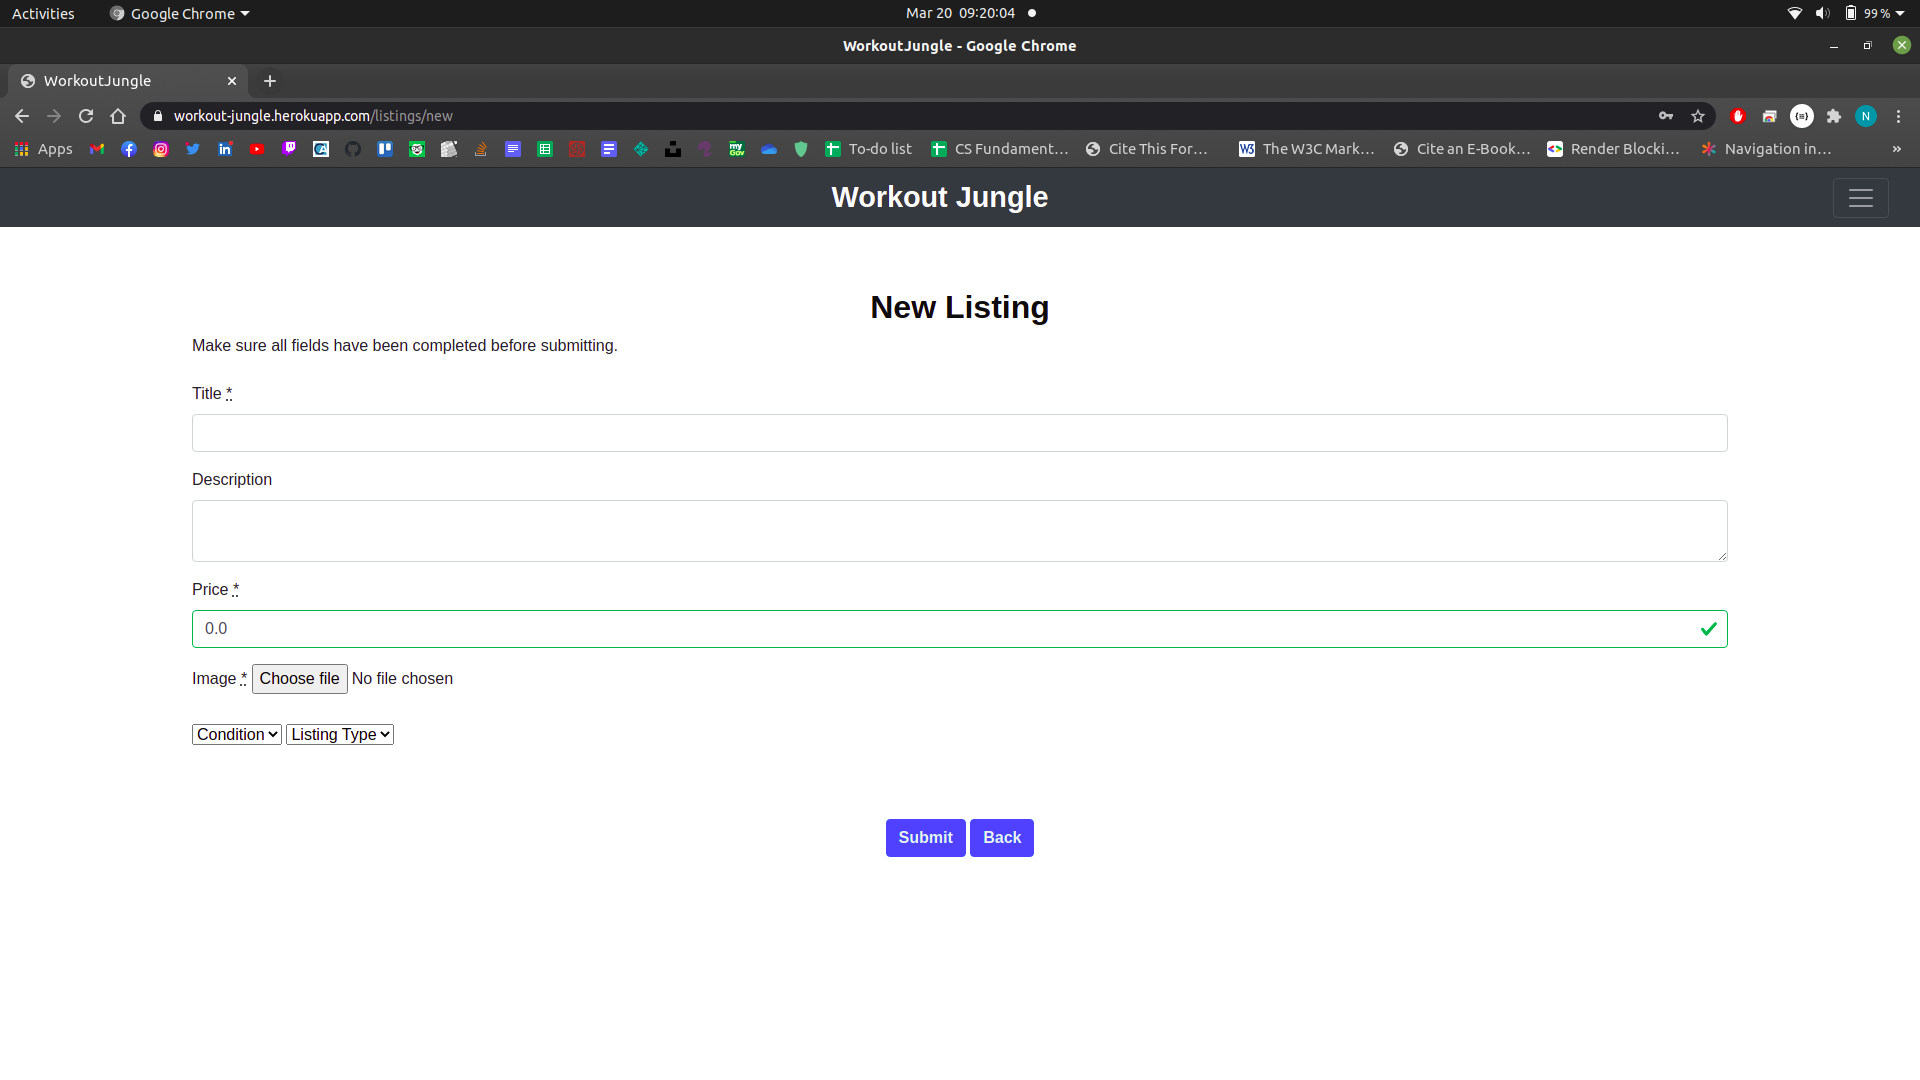 Activities Google Chrome Mar 20 09:20:04 99 %
WorkoutJungle - Google Chrome
WorkoutJungle
workout-jungle.herokuapp.com/listings/new
Apps To-do list CS Fundament... Cite This For... The W3C Mark... Cite an E-Book... Render Blocki... Navigation in... »
Workout Jungle
New Listing
Make sure all fields have been completed before submitting.
Title *
Description
Price *
0.0
Image * Choose file No file chosen
Condition Listing Type
Submit Back